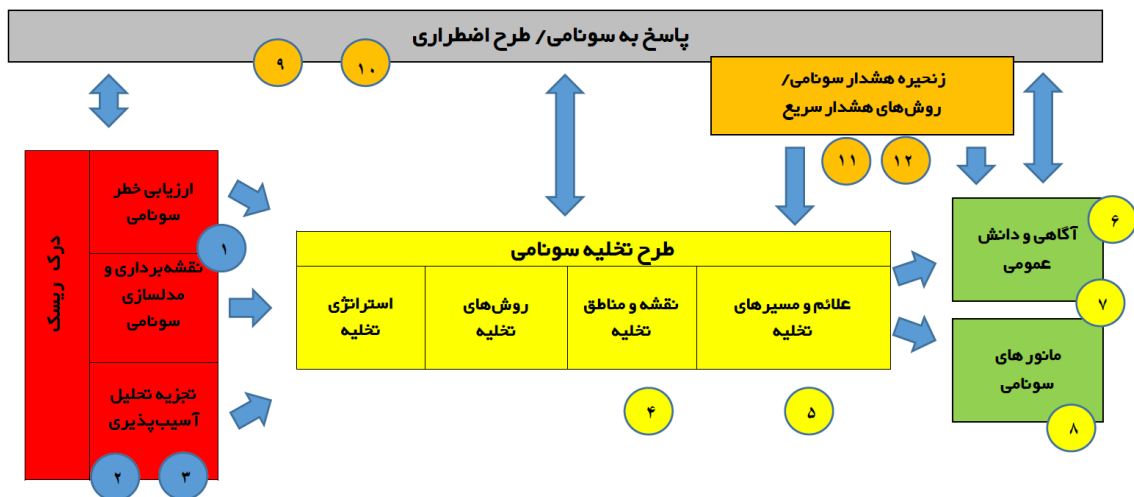 پاسخ به سونامی/ طرح اضطراری
۹
۱۰
زنجیره هشدار سونامی/
روش‌های هشدار سریع
۱۱
۱۲
درک ریسک
ارزیابی خطر
سونامی
۱
نقشه‌برداری و
مدلسازی
سونامی
تجزیه تحلیل
آسیب‌پذیری
۲
۳
طرح تخلیه سونامی
علائم و مسیرهای
تخلیه
نقشه و مناطق
تخلیه
روش‌های
تخلیه
استراتژی
تخلیه
۴
۵
۶
آگاهی و دانش
عمومی
۷
مانور های
سونامی
۸